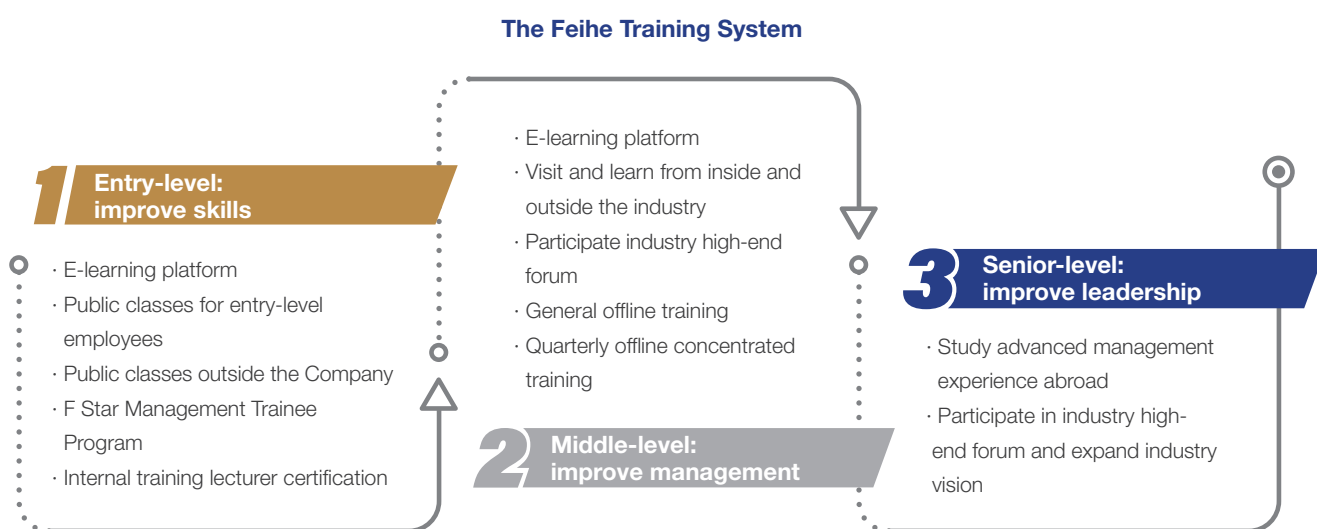 The Feihe Training System
1
Entry-level:
improve skills
· E-learning platform
· Public classes for entry-level
employees
· Public classes outside the Company
· F Star Management Trainee
Program
· Internal training lecturer certification
· E-learning platform
· Visit and learn from inside and
outside the industry
· Participate industry high-end
forum
· General offline training
· Quarterly offline concentrated
training
2
Middle-level:
improve management
3
Senior-level:
improve leadership
· Study advanced management
experience abroad
· Participate in industry high-
end forum and expand industry
vision